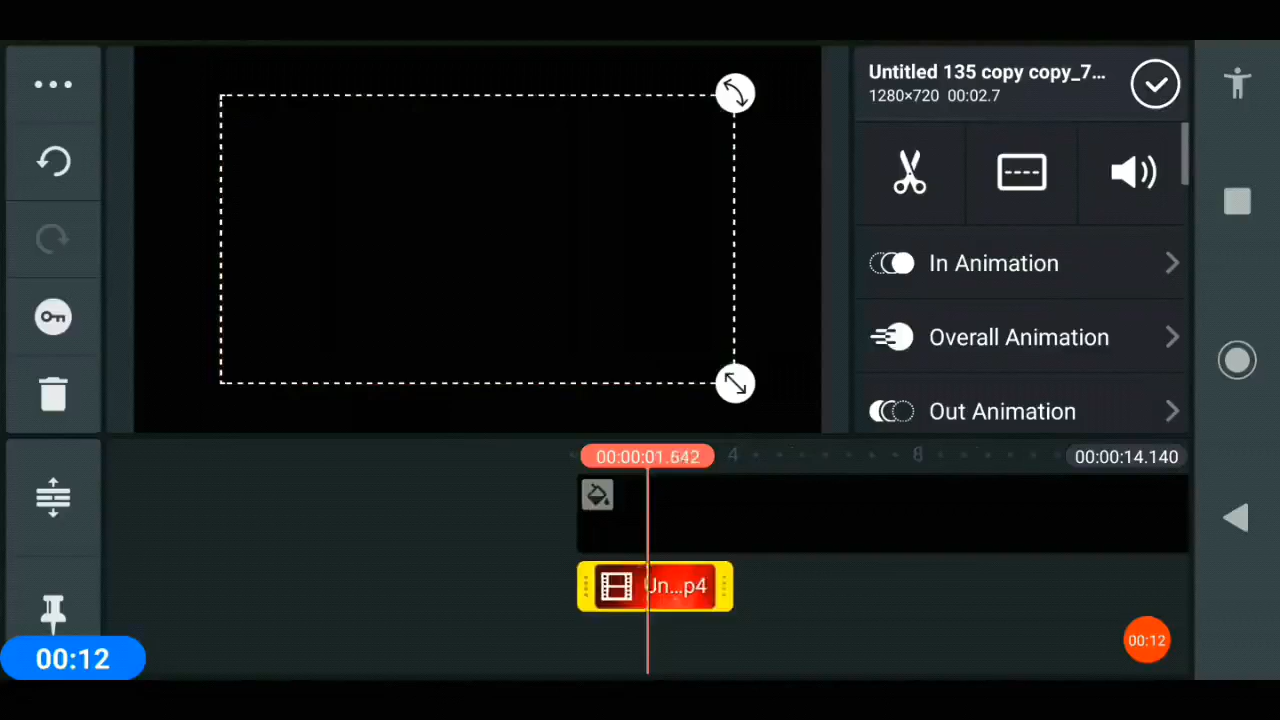 Untitled 135 copy copy_7...
1280×720 00:02.7
In Animation
Overall Animation
Out Animation
00:00:01.642
4
8
00:00:14.140
Un...p4
00:12
00:12